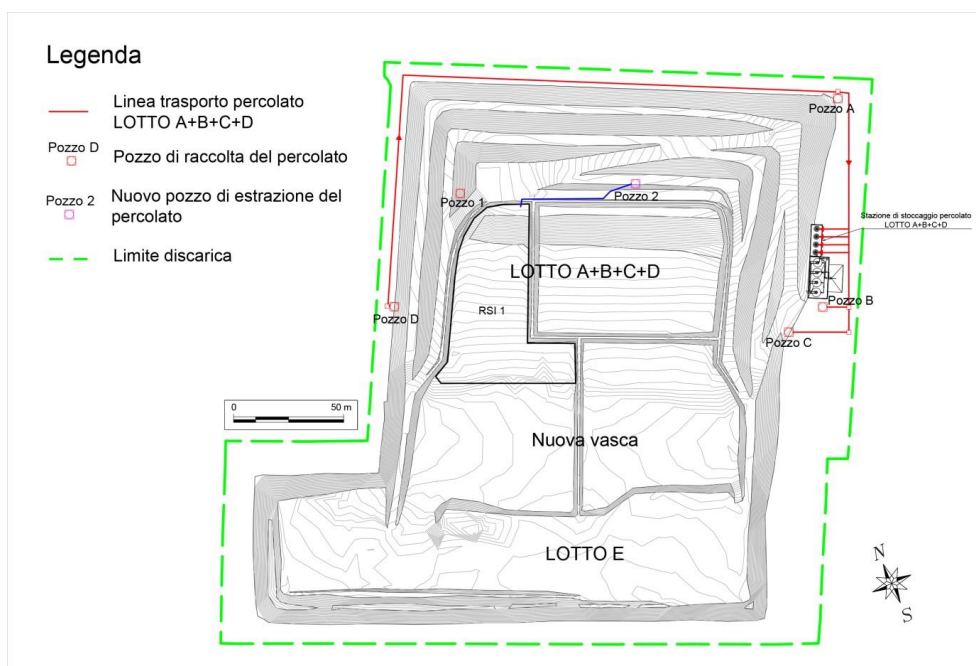 Legenda
Linea trasporto percolato
LOTTO A+B+C+D
Pozzo D
Pozzo di raccolta del percolato
Pozzo 2
Nuovo pozzo di estrazione del
percolato
Limite discarica
Pozzo A
Pozzo 1
Pozzo 2
Stazione di stoccaggio percolato
LOTTO A+B+C+D
LOTTO A+B+C+D
RSI 1
Pozzo B
Pozzo D
Pozzo C
0 50 m
Nuova vasca
LOTTO E
N
S